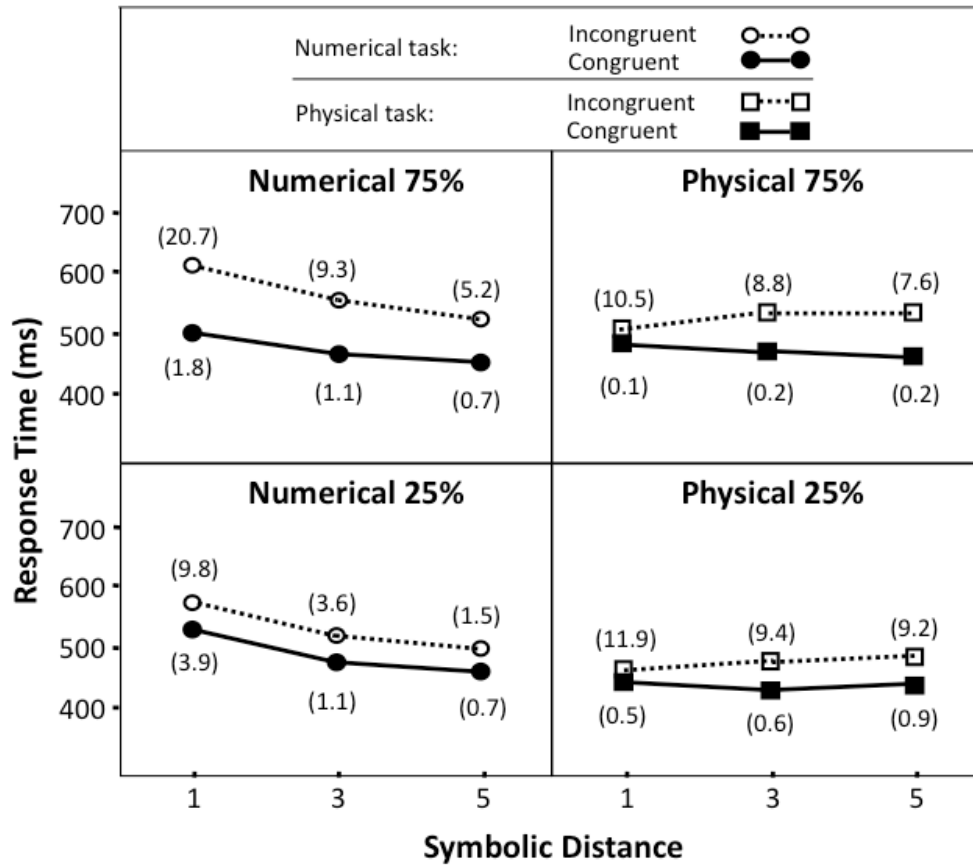 Numerical task: Incongruent
Congruent
Physical task: Incongruent
Congruent
Numerical 75% Physical 75%
700
600
500
400
(20.7) (9.3) (5.2)
(1.8) (1.1) (0.7)
(10.5) (8.8) (7.6)
(0.1) (0.2) (0.2)
Numerical 25% Physical 25%
700
600
500
400
(9.8) (3.6) (1.5)
(3.9) (1.1) (0.7)
(11.9) (9.4) (9.2)
(0.5) (0.6) (0.9)
Response Time (ms)
1 3 5 1 3 5
Symbolic Distance